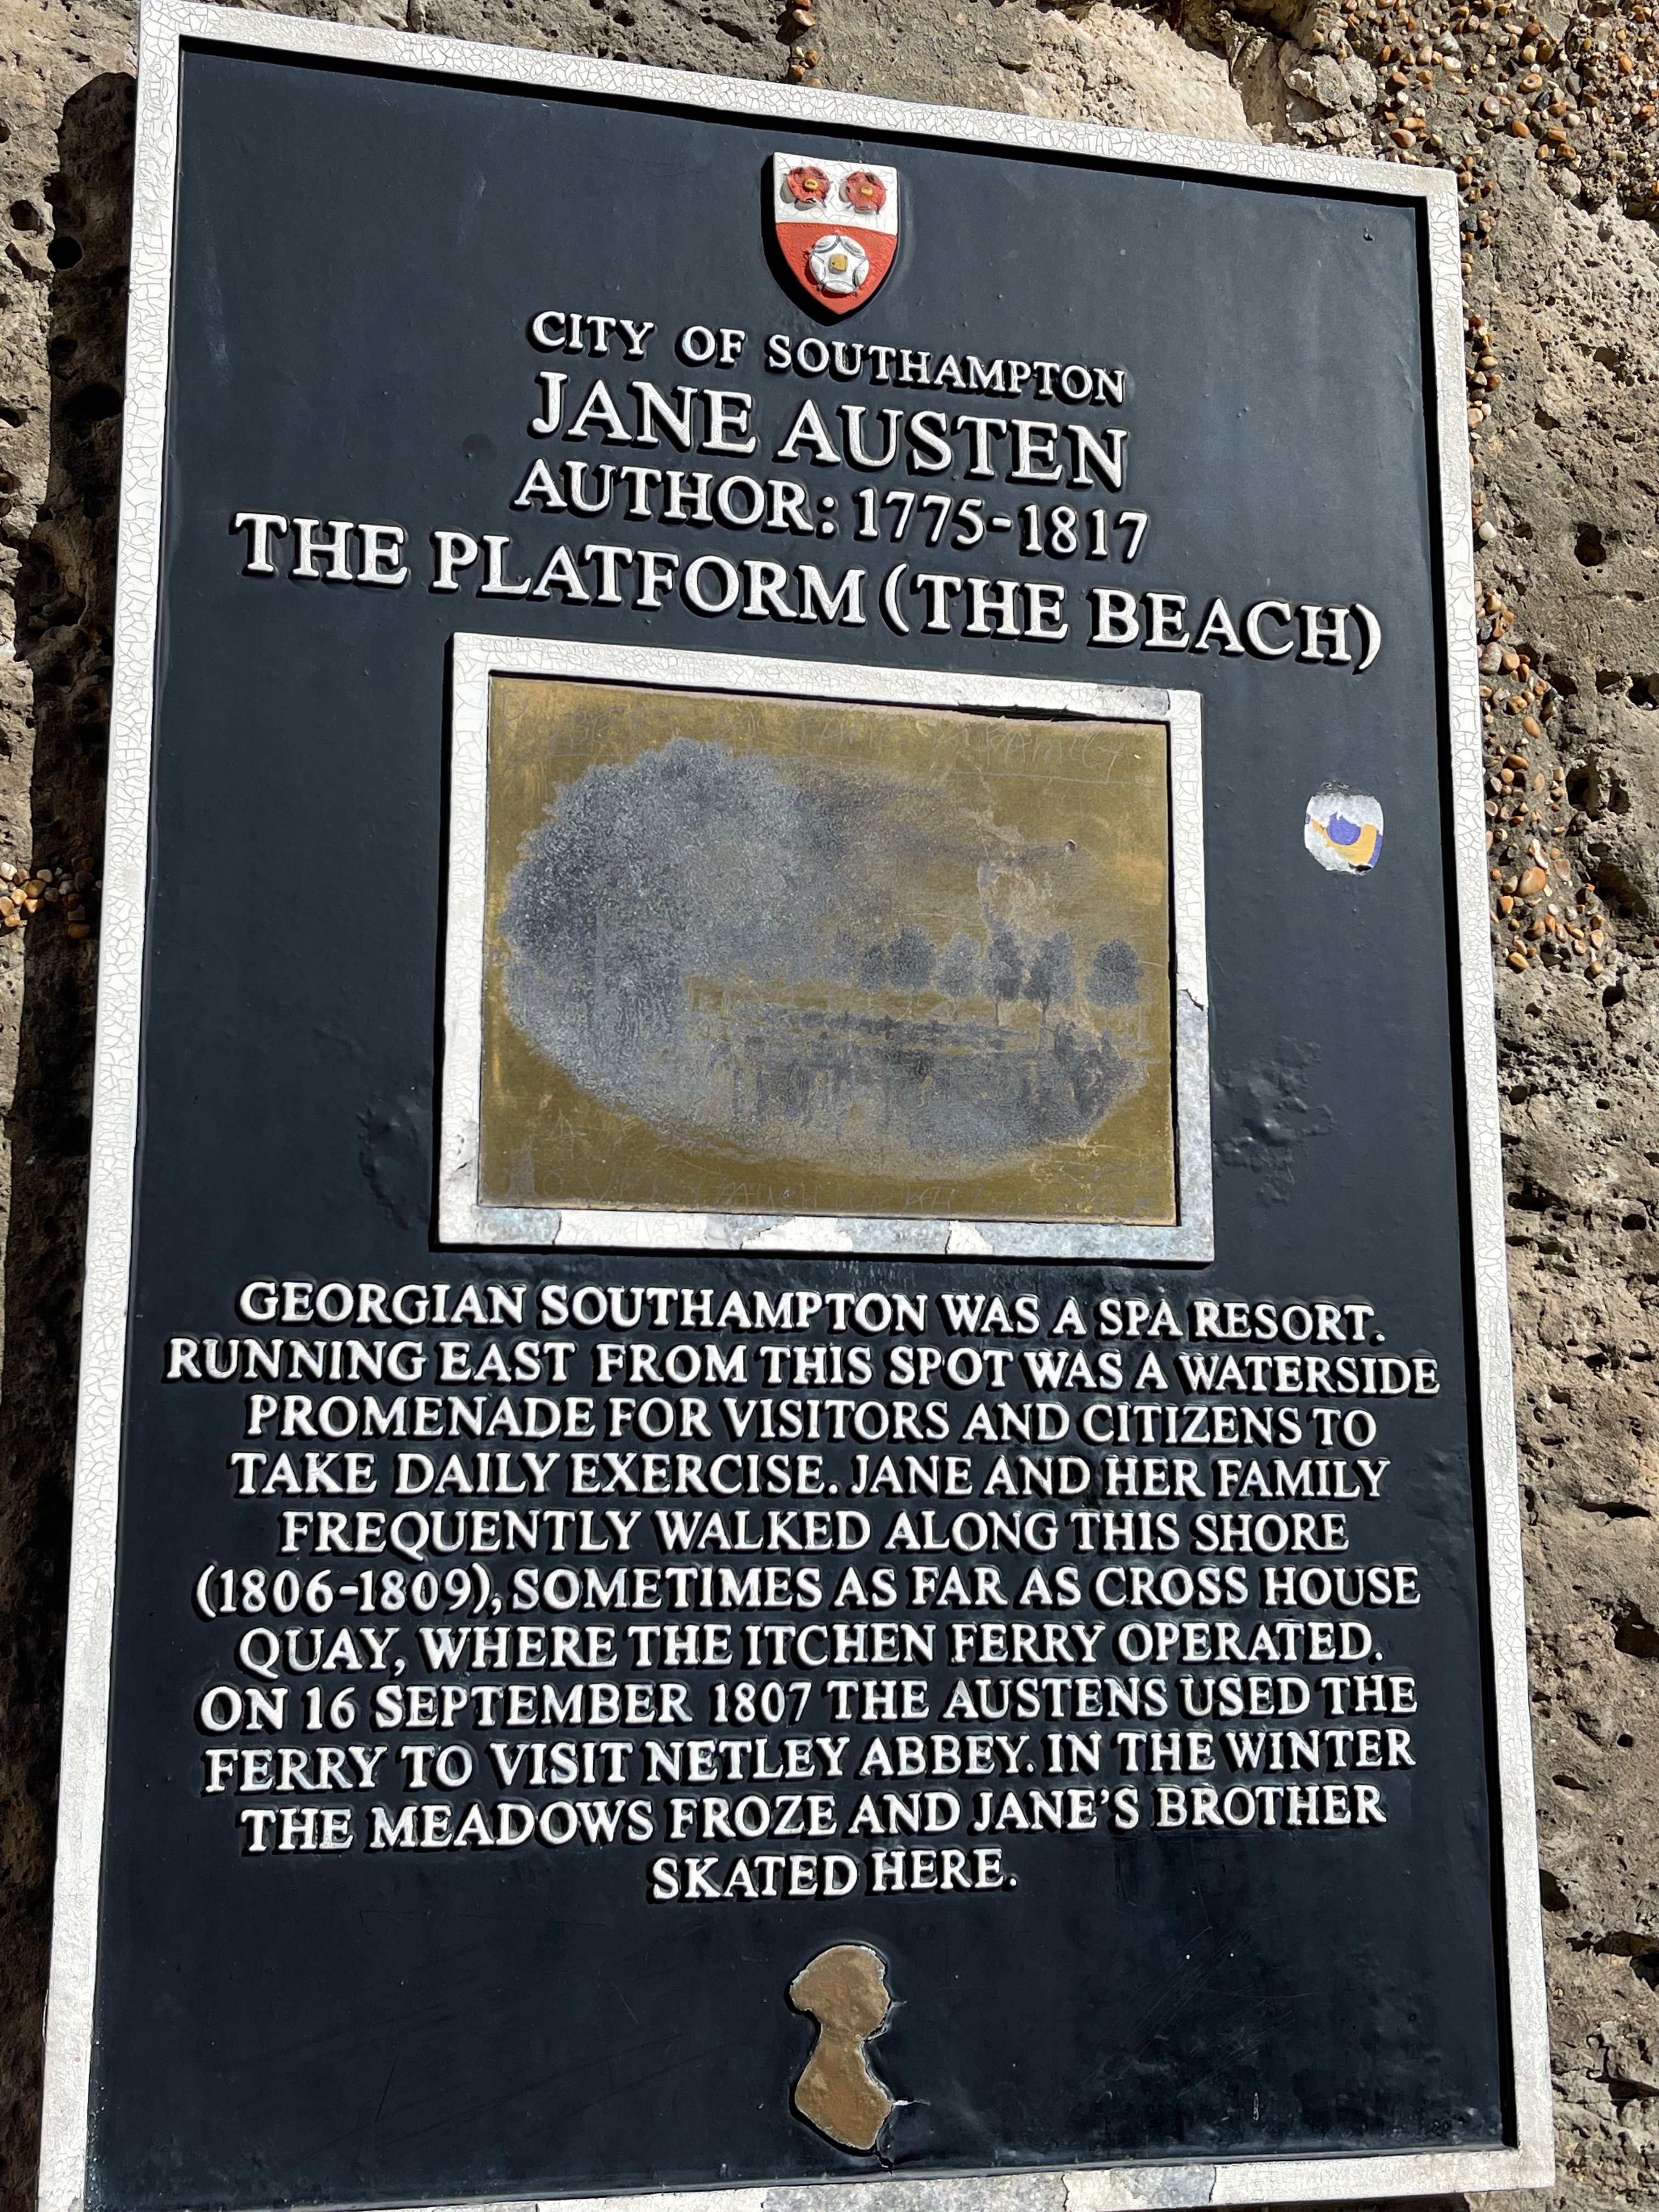 CITY OF SOUTHAMPTON
JANE AUSTEN
AUTHOR: 1775-1817
THE PLATFORM (THE BEACH)
GEORGIAN SOUTHAMPTON WAS A SPA RESORT.
RUNNING EAST FROM THIS SPOT WAS A WATERSIDE
PROMENADE FOR VISITORS AND CITIZENS TO
TAKE DAILY EXERCISE. JANE AND HER FAMILY
FREQUENTLY WALKED ALONG THIS SHORE
(1806-1809), SOMETIMES AS FAR AS CROSS HOUSE
QUAY, WHERE THE ITCHEN FERRY OPERATED.
ON 16 SEPTEMBER 1807 THE AUSTENS USED THE
FERRY TO VISIT NETLEY ABBEY. IN THE WINTER
THE MEADOWS FROZE AND JANE'S BROTHER
SKATED HERE.